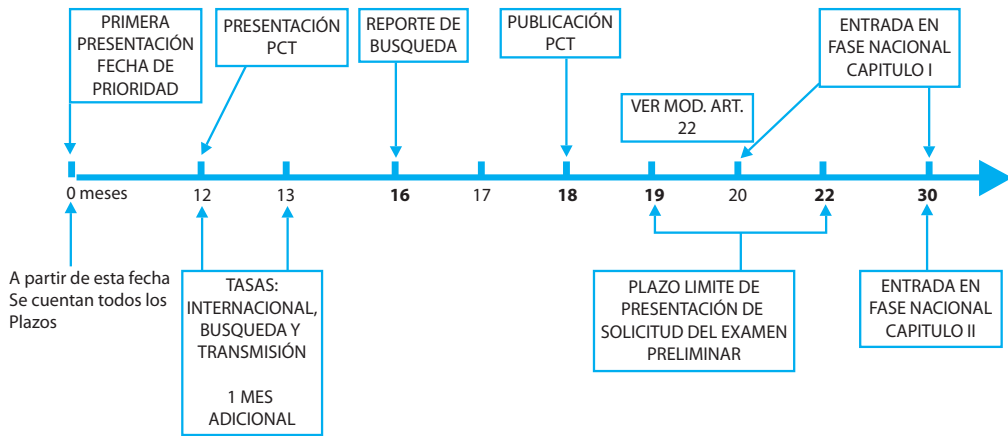 PRIMERA
PRESENTACIÓN
FECHA DE
PRIORIDAD
PRESENTACIÓN
PCT
REPORTE DE
BUSQUEDA
PUBLICACIÓN
PCT
VER MOD. ART.
22
ENTRADA EN
FASE NACIONAL
CAPITULO I
0 meses
12
13
16
17
18
19
20
22
30
A partir de esta fecha
Se cuentan todos los
Plazos
TASAS:
INTERNACIONAL,
BUSQUEDA Y
TRANSMISIÓN
1 MES
ADICIONAL
PLAZO LIMITE DE
PRESENTACIÓN DE
SOLICITUD DEL EXAMEN
PRELIMINAR
ENTRADA EN
FASE NACIONAL
CAPITULO II